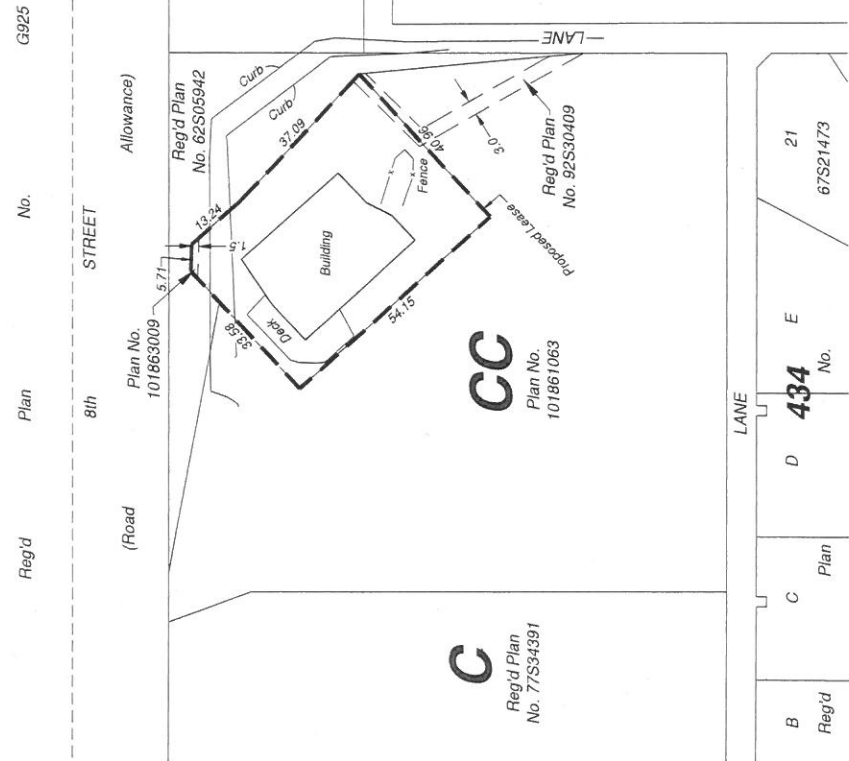 Reg'd Plan No. G925
8th STREET
(Road Allowance)
Plan No.
101863009
Reg'd Plan
No. 62S05942
Curb
Curb
5.71
13.24
37.09
1.5
33.58
Deck
Building
Fence
x
x
40.96
3.0
54.15
Proposed Lease
Reg'd Plan
No. 92S30409
LANE
CC
Plan No.
101861063
C
Reg'd Plan
No. 77S34391
LANE
B C D E 21
434
Reg'd Plan No. 67S21473